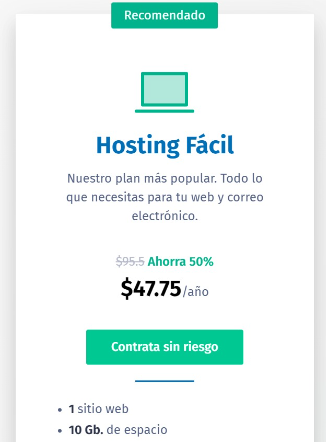 Recomendado
Hosting Fácil
Nuestro plan más popular. Todo lo
que necesitas para tu web y correo
electrónico.
$95.5 Ahorra 50%
$47.75/año
Contrata sin riesgo
• 1 sitio web
• 10 Gb. de espacio